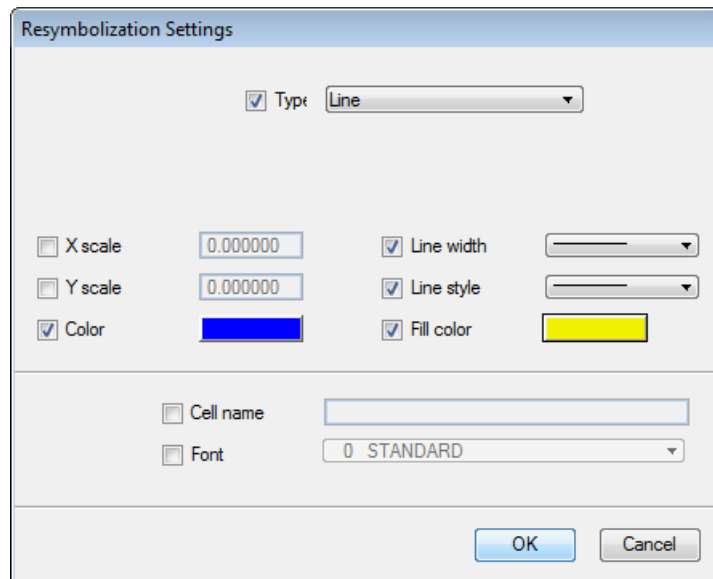 Resymbolization Settings
Type Line
X scale 0.000000 Line width
Y scale 0.000000 Line style
Color Fill color
Cell name
Font 0 STANDARD
OK Cancel